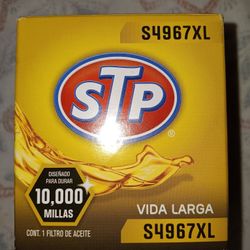 S4967XL
STP
®
DISEÑADO
PARA DURAR
10,000
MILLAS
VIDA LARGA
CONT. 1 FILTRO DE ACEITE
S4967XL